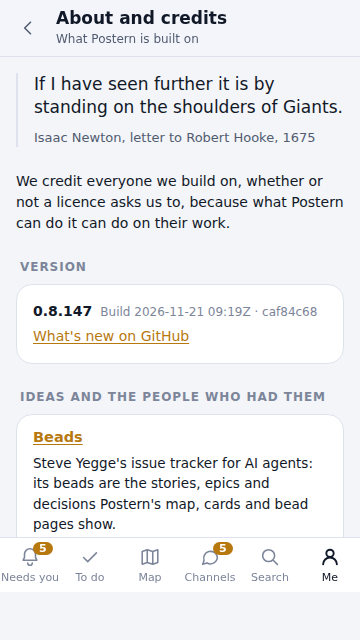 About and credits
What Postern is built on
If I have seen further it is by
standing on the shoulders of Giants.
Isaac Newton, letter to Robert Hooke, 1675
We credit everyone we build on, whether or
not a licence asks us to, because what Postern
can do it can do on their work.
VERSION
0.8.147 Build 2026-11-21 09:19Z · caf84c68
What's new on GitHub
IDEAS AND THE PEOPLE WHO HAD THEM
Beads
Steve Yegge's issue tracker for AI agents:
its beads are the stories, epics and
decisions Postern's map, cards and bead
pages show.
5 5
Needs you To do Map Channels Search Me